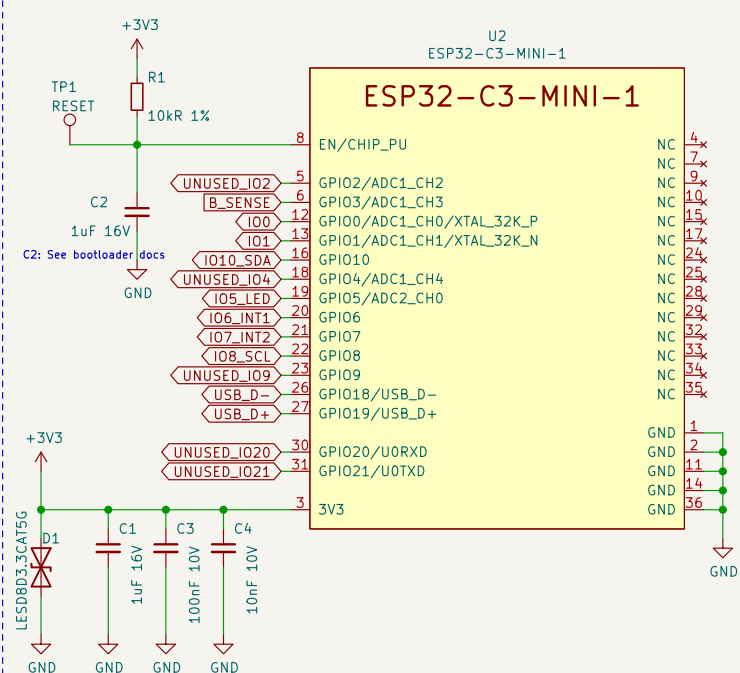 +3V3
U2
ESP32-C3-MINI-1
ESP32-C3-MINI-1
R1
10kR 1%
TP1
RESET
8 EN/CHIP_PU NC 4
NC 7
UNUSED_IO2 5 GPIO2/ADC1_CH2 NC 9
B_SENSE 6 GPIO3/ADC1_CH3 NC 10
IO0 12 GPIO0/ADC1_CH0/XTAL_32K_P NC 15
IO1 13 GPIO1/ADC1_CH1/XTAL_32K_N NC 17
IO10_SDA 16 GPIO10 NC 24
UNUSED_IO4 18 GPIO4/ADC1_CH4 NC 25
IO5_LED 19 GPIO5/ADC2_CH0 NC 28
IO6_INT1 20 GPIO6 NC 29
IO7_INT2 21 GPIO7 NC 32
IO8_SCL 22 GPIO8 NC 33
UNUSED_IO9 23 GPIO9 NC 34
USB_D- 26 GPIO18/USB_D- NC 35
USB_D+ 27 GPIO19/USB_D+
GND 1
UNUSED_IO20 30 GPIO20/U0RXD GND 2
UNUSED_IO21 31 GPIO21/U0TXD GND 11
GND 14
3 3V3 GND 36
GND
C2
1uF 16V
C2: See bootloader docs
GND
+3V3
D1
LESD8D3.3CAT5G
C1
1uF 16V
C3
100nF 10V
C4
10nF 10V
GND
GND
GND
GND